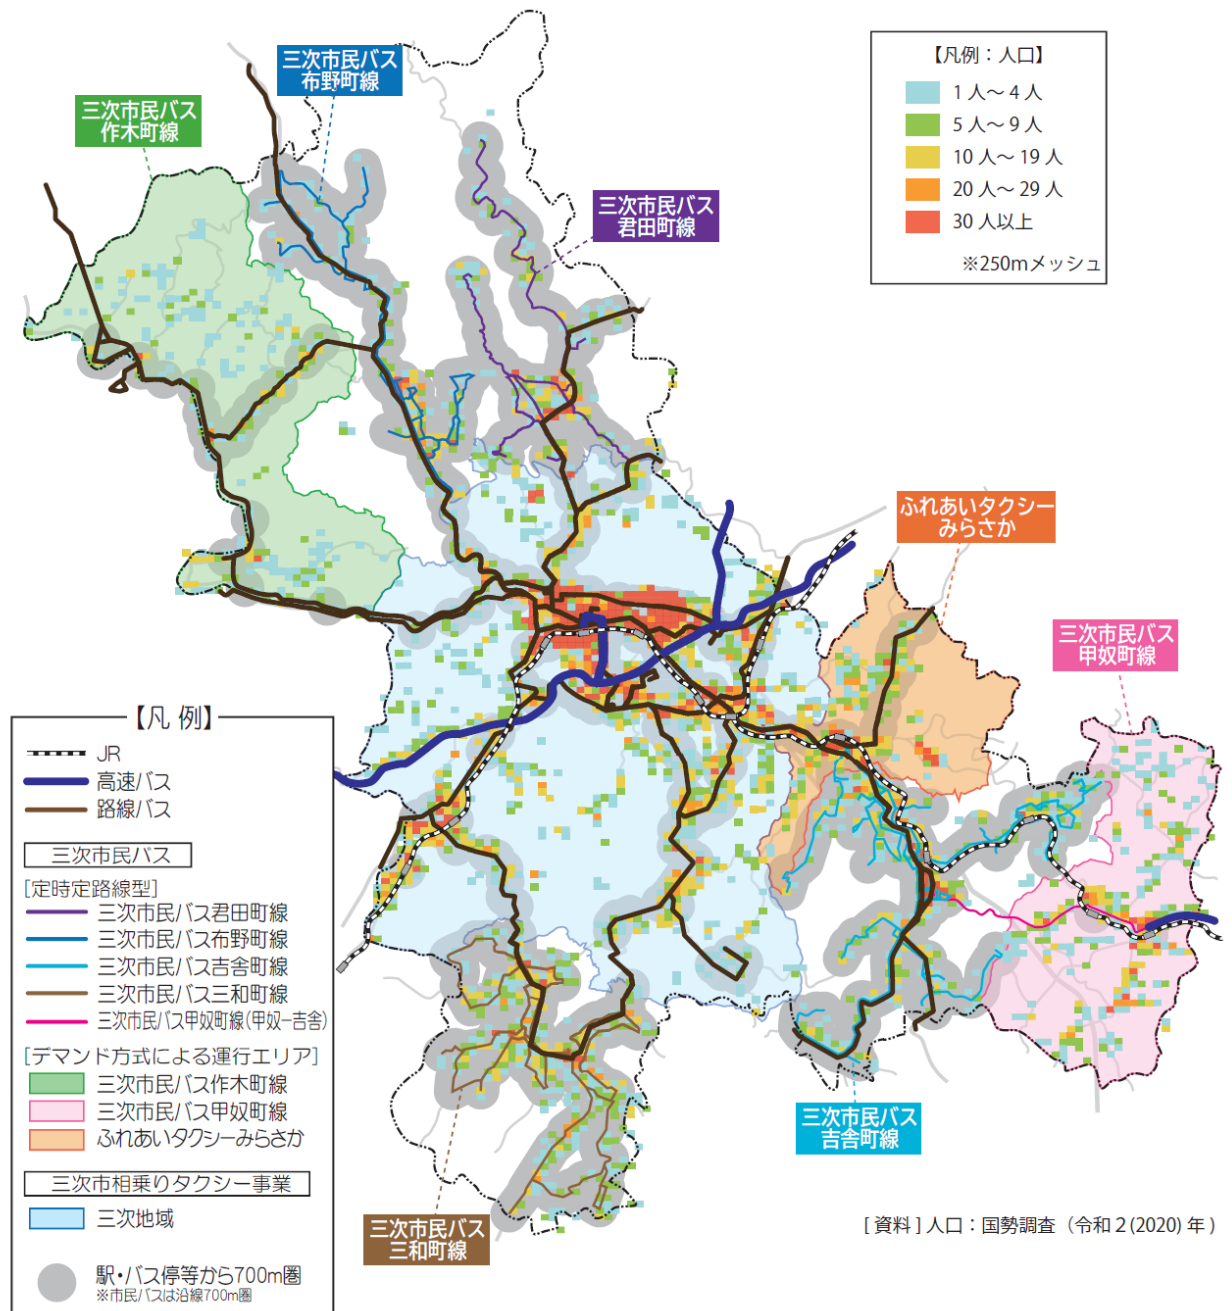 三次市民バス
布野町線
三次市民バス
作木町線
三次市民バス
君田町線
【凡例：人口】
1人～4人
5人～9人
10人～19人
20人～29人
30人以上
※250mメッシュ
ふれあいタクシー
みらさか
三次市民バス
甲奴町線
【凡 例】
JR
高速バス
路線バス
三次市民バス
[定時定路線型]
三次市民バス君田町線
三次市民バス布野町線
三次市民バス吉舎町線
三次市民バス三和町線
三次市民バス甲奴町線(甲奴ー吉舎)
[デマンド方式による運行エリア]
三次市民バス作木町線
三次市民バス甲奴町線
ふれあいタクシーみらさか
三次市相乗りタクシー事業
三次地域
駅・バス停等から700m圏
※市民バスは沿線700m圏
三次市民バス
吉舎町線
三次市民バス
三和町線
[資料]人口：国勢調査（令和2(2020)年)